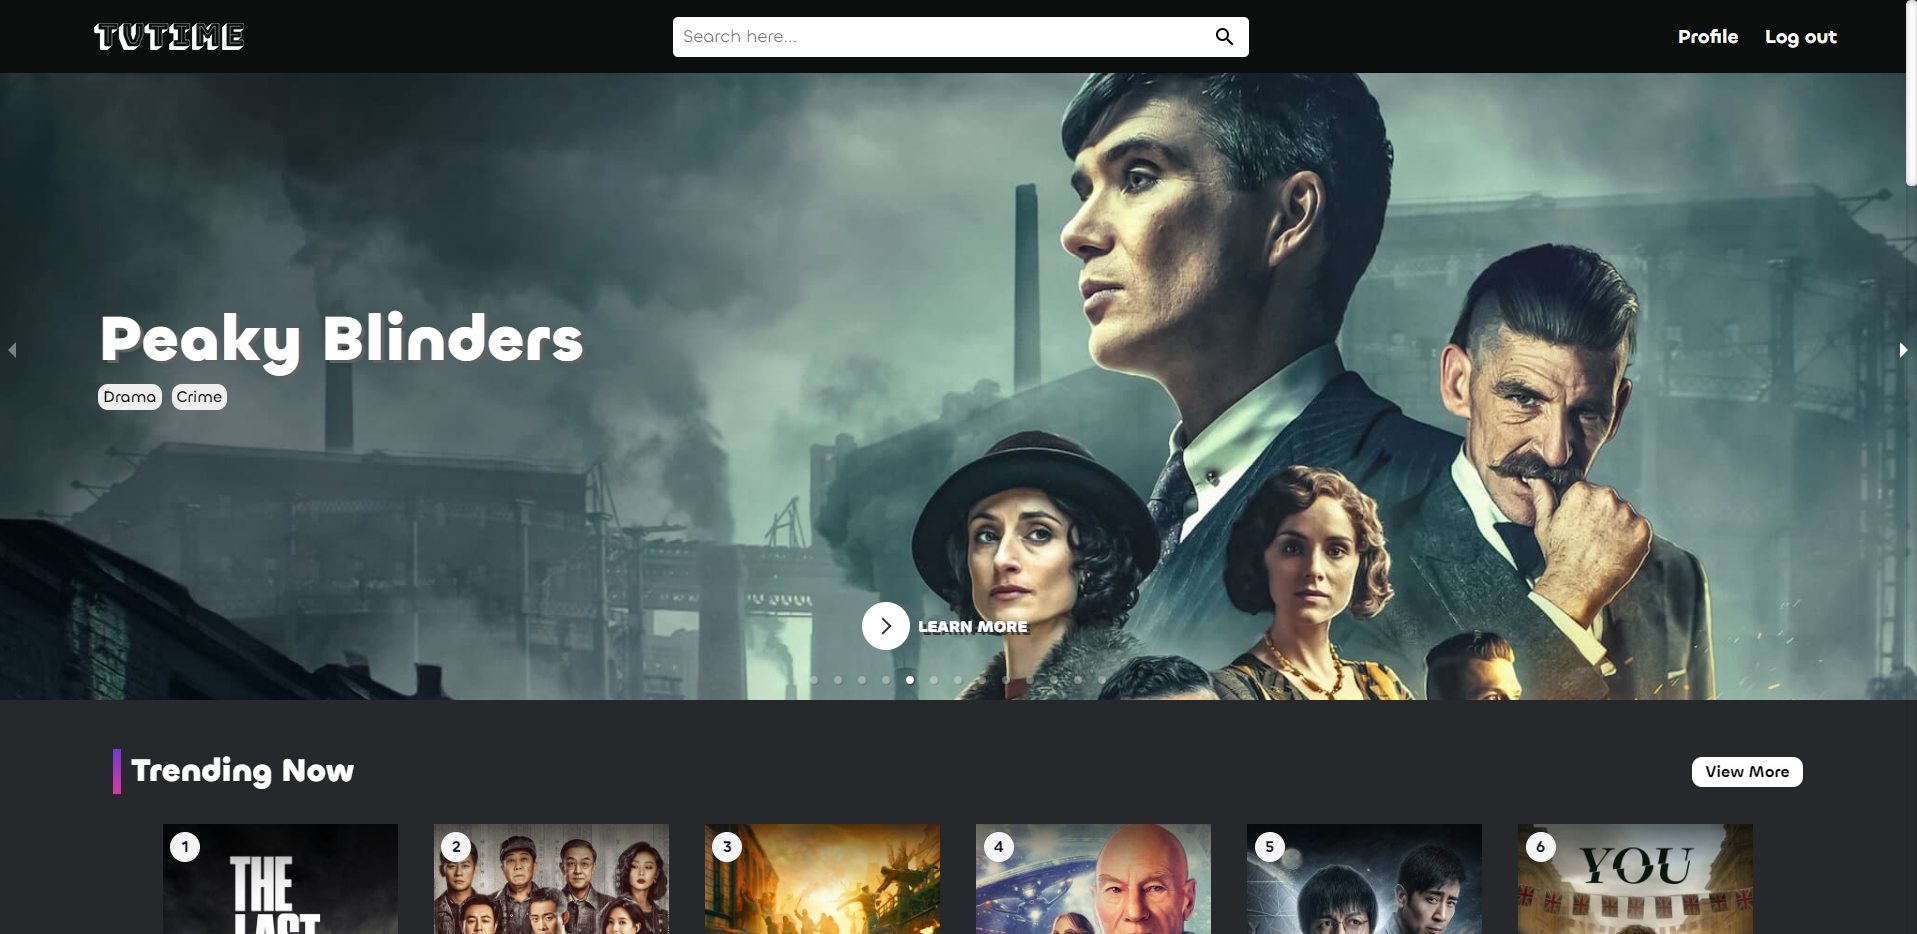 TVTIME
Search here...
Profile
Log out
Peaky Blinders
Drama
Crime
LEARN MORE
Trending Now
View More
1
2
3
4
5
6
THE
LAST
YOU